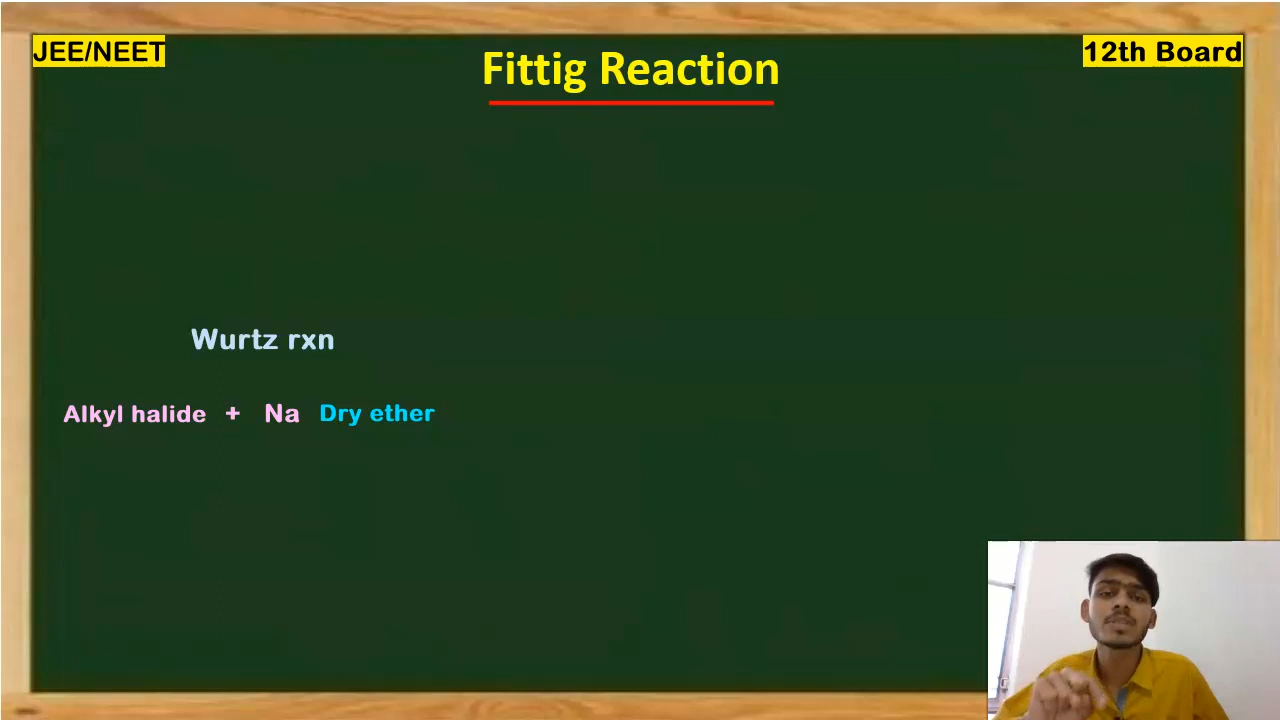 JEE/NEET
Fittig Reaction
12th Board
Wurtz rxn
Alkyl halide + Na Dry ether